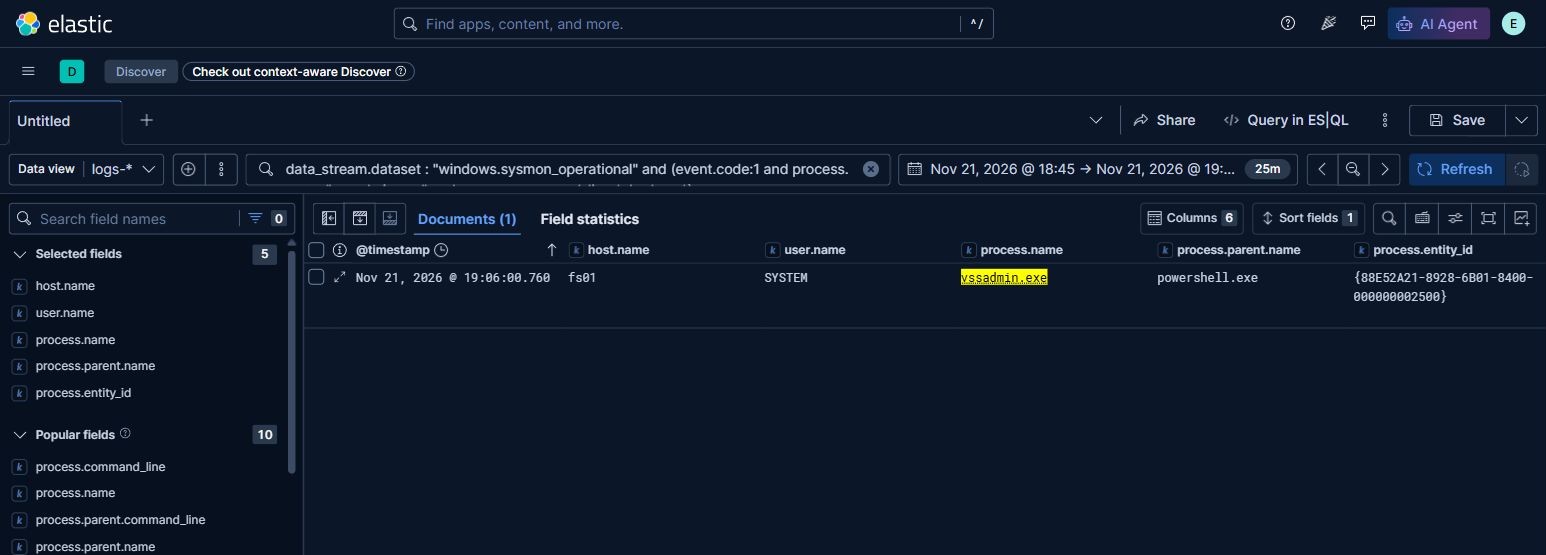 elastic
Find apps, content, and more. ^/
AI Agent E
D Discover Check out context-aware Discover
Untitled
Share Query in ES|QL Save
Data view logs-* data_stream.dataset : "windows.sysmon_operational" and (event.code:1 and process. Nov 21, 2026 @ 18:45 → Nov 21, 2026 @ 19:... 25m Refresh
Search field names 0
Documents (1) Field statistics Columns 6 Sort fields 1
Selected fields 5
host.name
user.name
process.name
process.parent.name
process.entity_id
Popular fields 10
process.command_line
process.name
process.parent.command_line
process.parent.name
@timestamp k host.name k user.name k process.name k process.parent.name k process.entity_id
Nov 21, 2026 @ 19:06:00.760 fs01 SYSTEM vssadmin.exe powershell.exe {88E52A21-8928-6B01-8400-
000000002500}